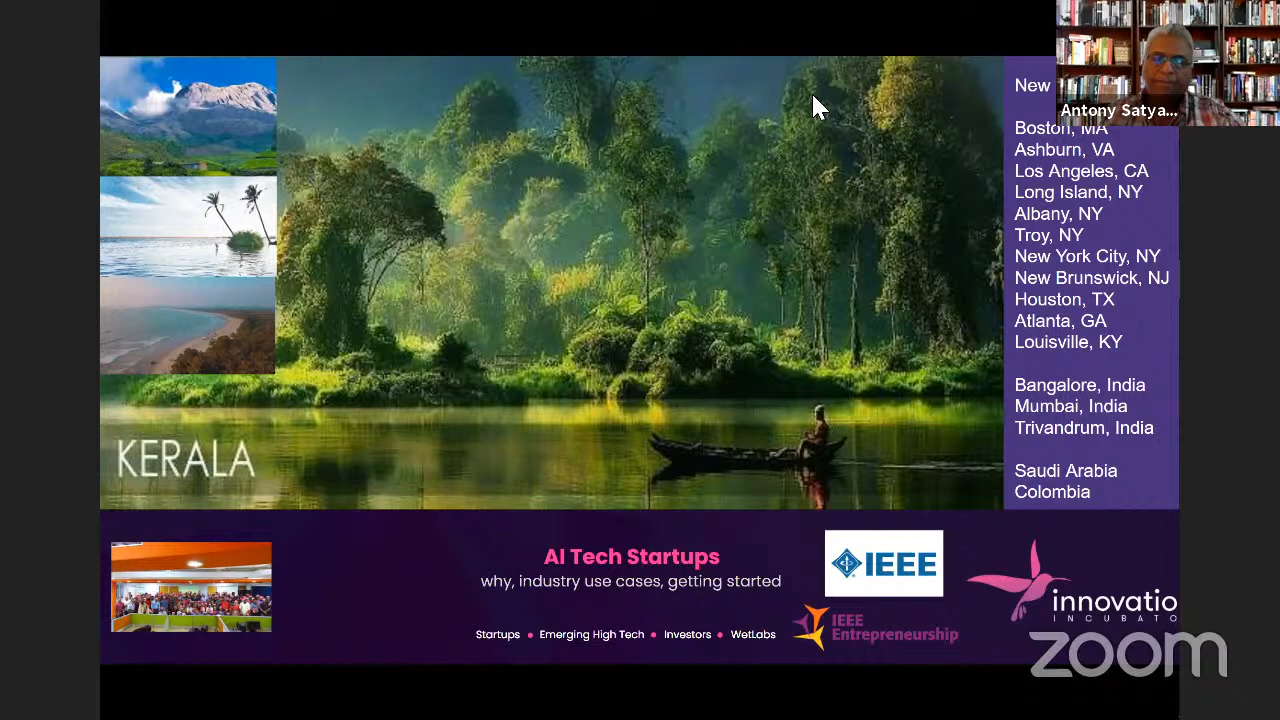 New
Antony Satya...
Boston, MA
Ashburn, VA
Los Angeles, CA
Long Island, NY
Albany, NY
Troy, NY
New York City, NY
New Brunswick, NJ
Houston, TX
Atlanta, GA
Louisville, KY
Bangalore, India
Mumbai, India
Trivandrum, India
Saudi Arabia
Colombia
KERALA
AI Tech Startups
why, industry use cases, getting started
Startups • Emerging High Tech • Investors • WetLabs
IEEE
IEEE
Entrepreneurship
innovatio
INCUBATO
zoom